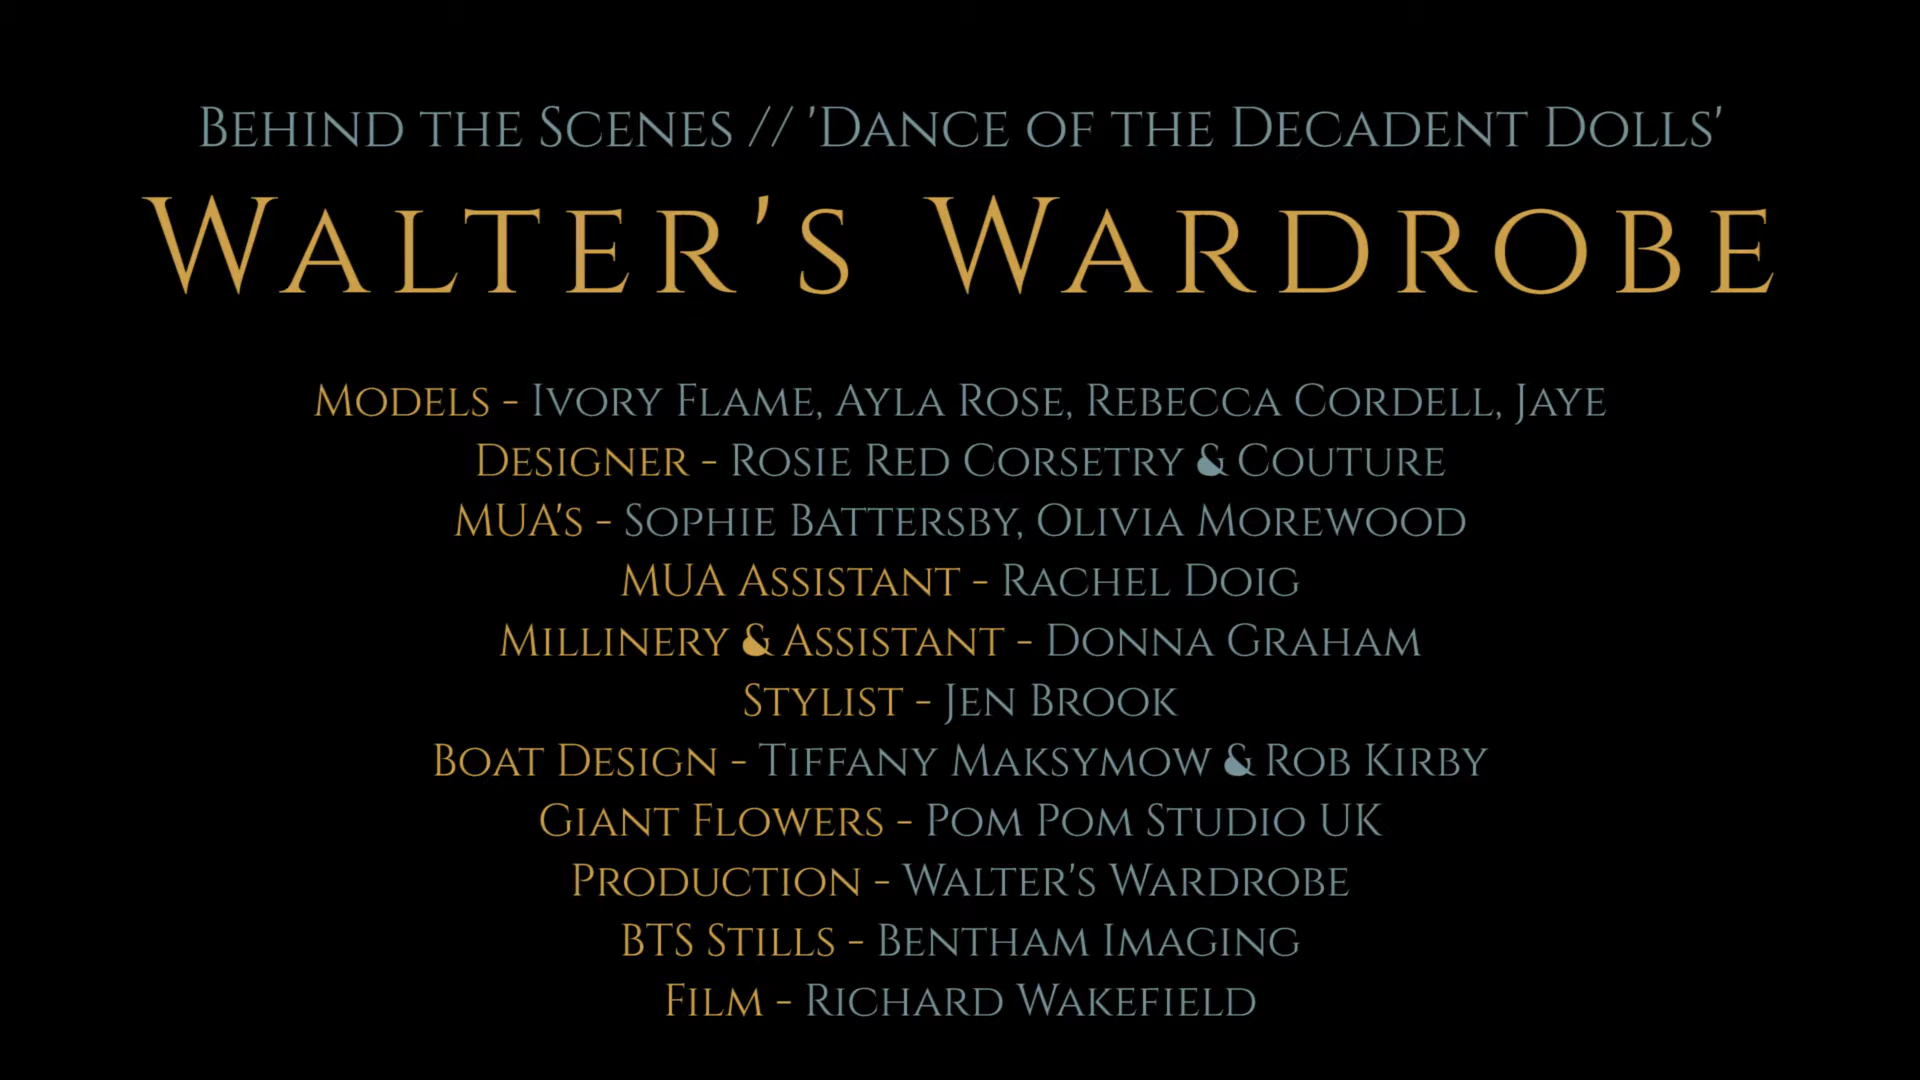 Behind the Scenes // 'Dance of the Decadent Dolls'
Walter's Wardrobe
Models - Ivory Flame, Ayla Rose, Rebecca Cordell, Jaye
Designer - Rosie Red Corsetry & Couture
MUA's - Sophie Battersby, Olivia Morewood
MUA Assistant - Rachel Doig
Millinery & Assistant - Donna Graham
Stylist - Jen Brook
Boat Design - Tiffany Maksymow & Rob Kirby
Giant Flowers - Pom Pom Studio UK
Production - Walter's Wardrobe
BTS Stills - Bentham Imaging
Film - Richard Wakefield